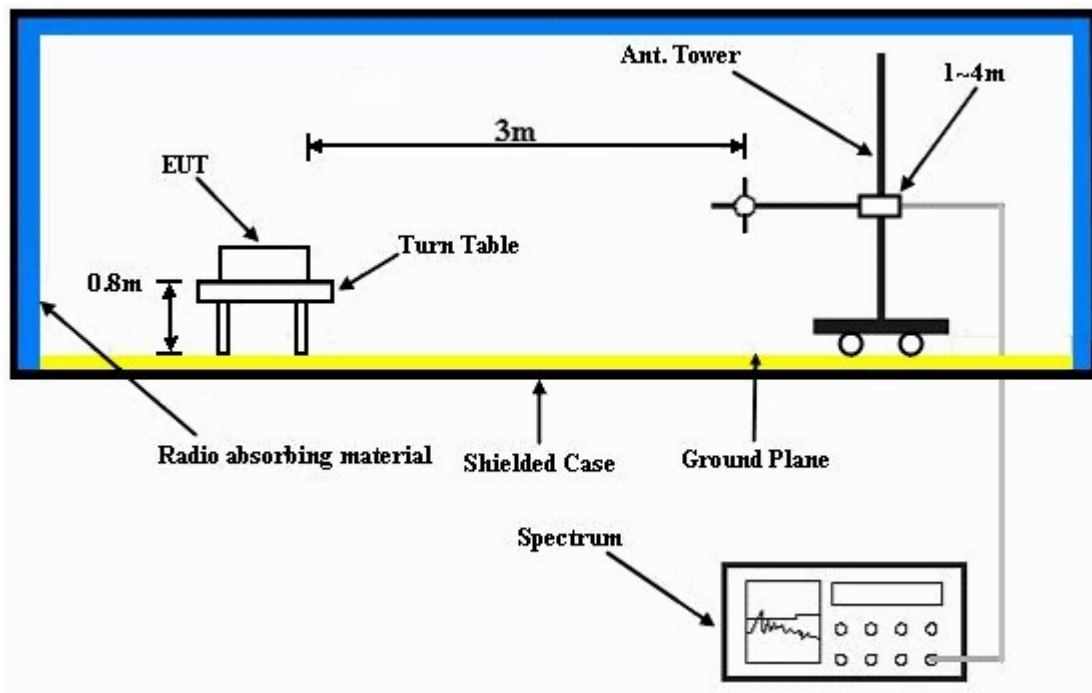 Ant. Tower
1~4m
3m
EUT
Turn Table
0.8m
Radio absorbing material
Shielded Case
Ground Plane
Spectrum